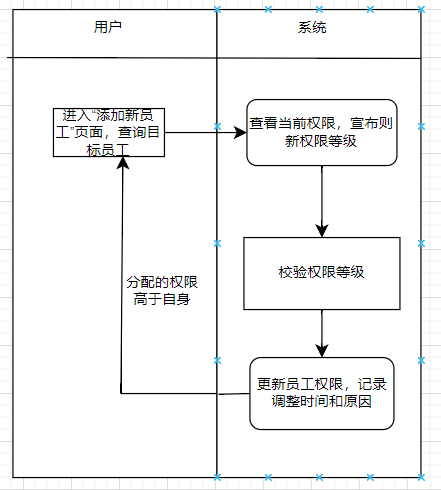 用户
系统
进入“添加新员
工”页面，查询目
标员工
查看当前权限，宣布则
新权限等级
校验权限等级
分配的权限
高于自身
更新员工权限，记录
调整时间和原因